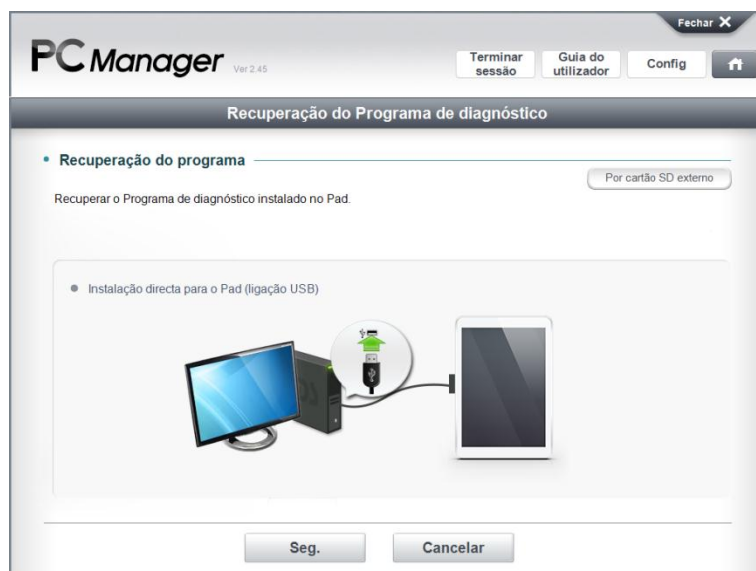 Fechar X
PC Manager Ver 2.45
Terminar sessão
Guia do utilizador
Config
Recuperação do Programa de diagnóstico
Recuperação do programa
Por cartão SD externo
Recuperar o Programa de diagnóstico instalado no Pad.
Instalação directa para o Pad (ligação USB)
Seg.
Cancelar